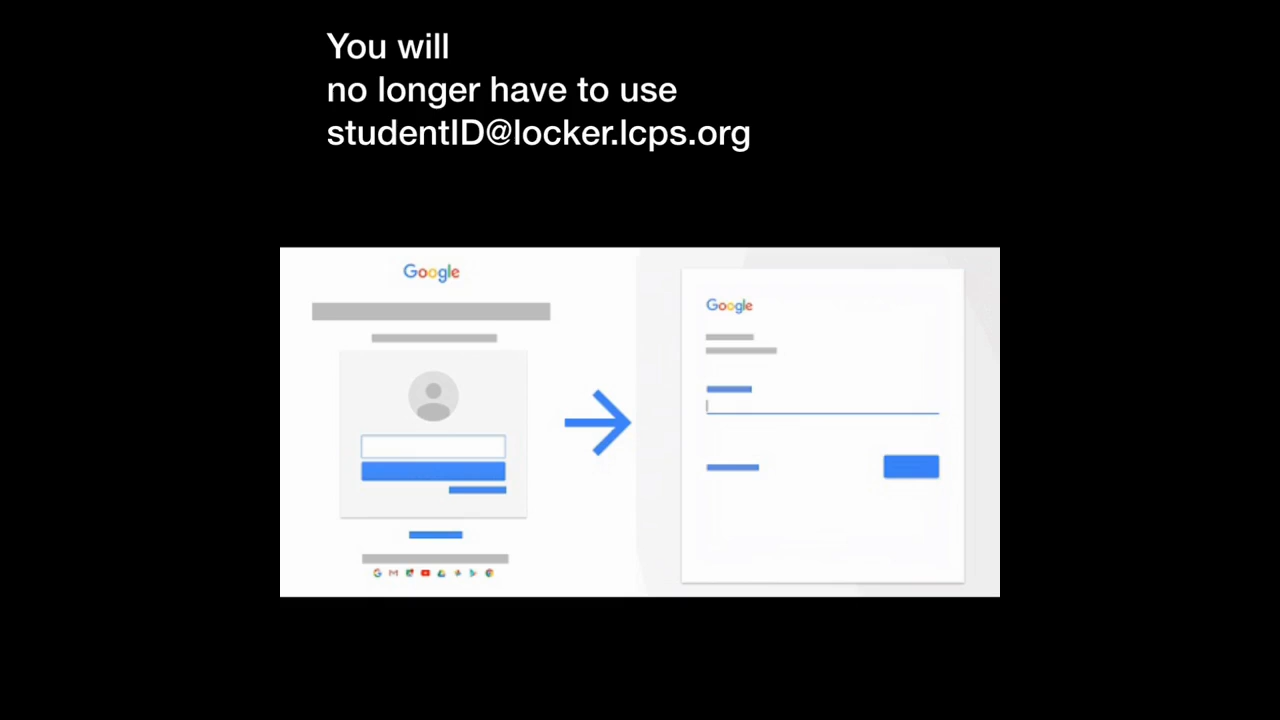 You will
no longer have to use
studentID@locker.lcps.org
Google
Google